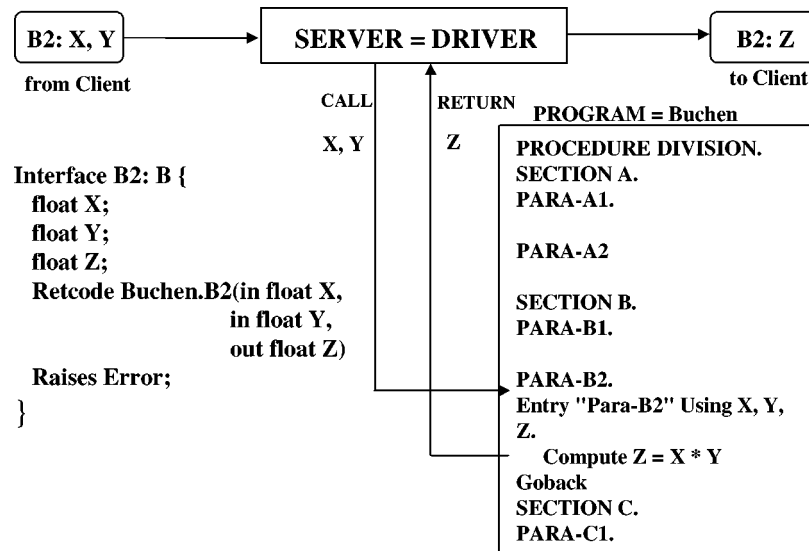 B2: X, Y
SERVER = DRIVER
B2: Z
from Client
to Client
CALL
RETURN
X, Y
Z
Interface B2: B {
float X;
float Y;
float Z;
Retcode Buchen.B2(in float X,
in float Y,
out float Z)
Raises Error;
}
PROGRAM = Buchen
PROCEDURE DIVISION.
SECTION A.
PARA-A1.
PARA-A2
SECTION B.
PARA-B1.
PARA-B2.
Entry "Para-B2" Using X, Y,
Z.
Compute Z = X * Y
Goback
SECTION C.
PARA-C1.